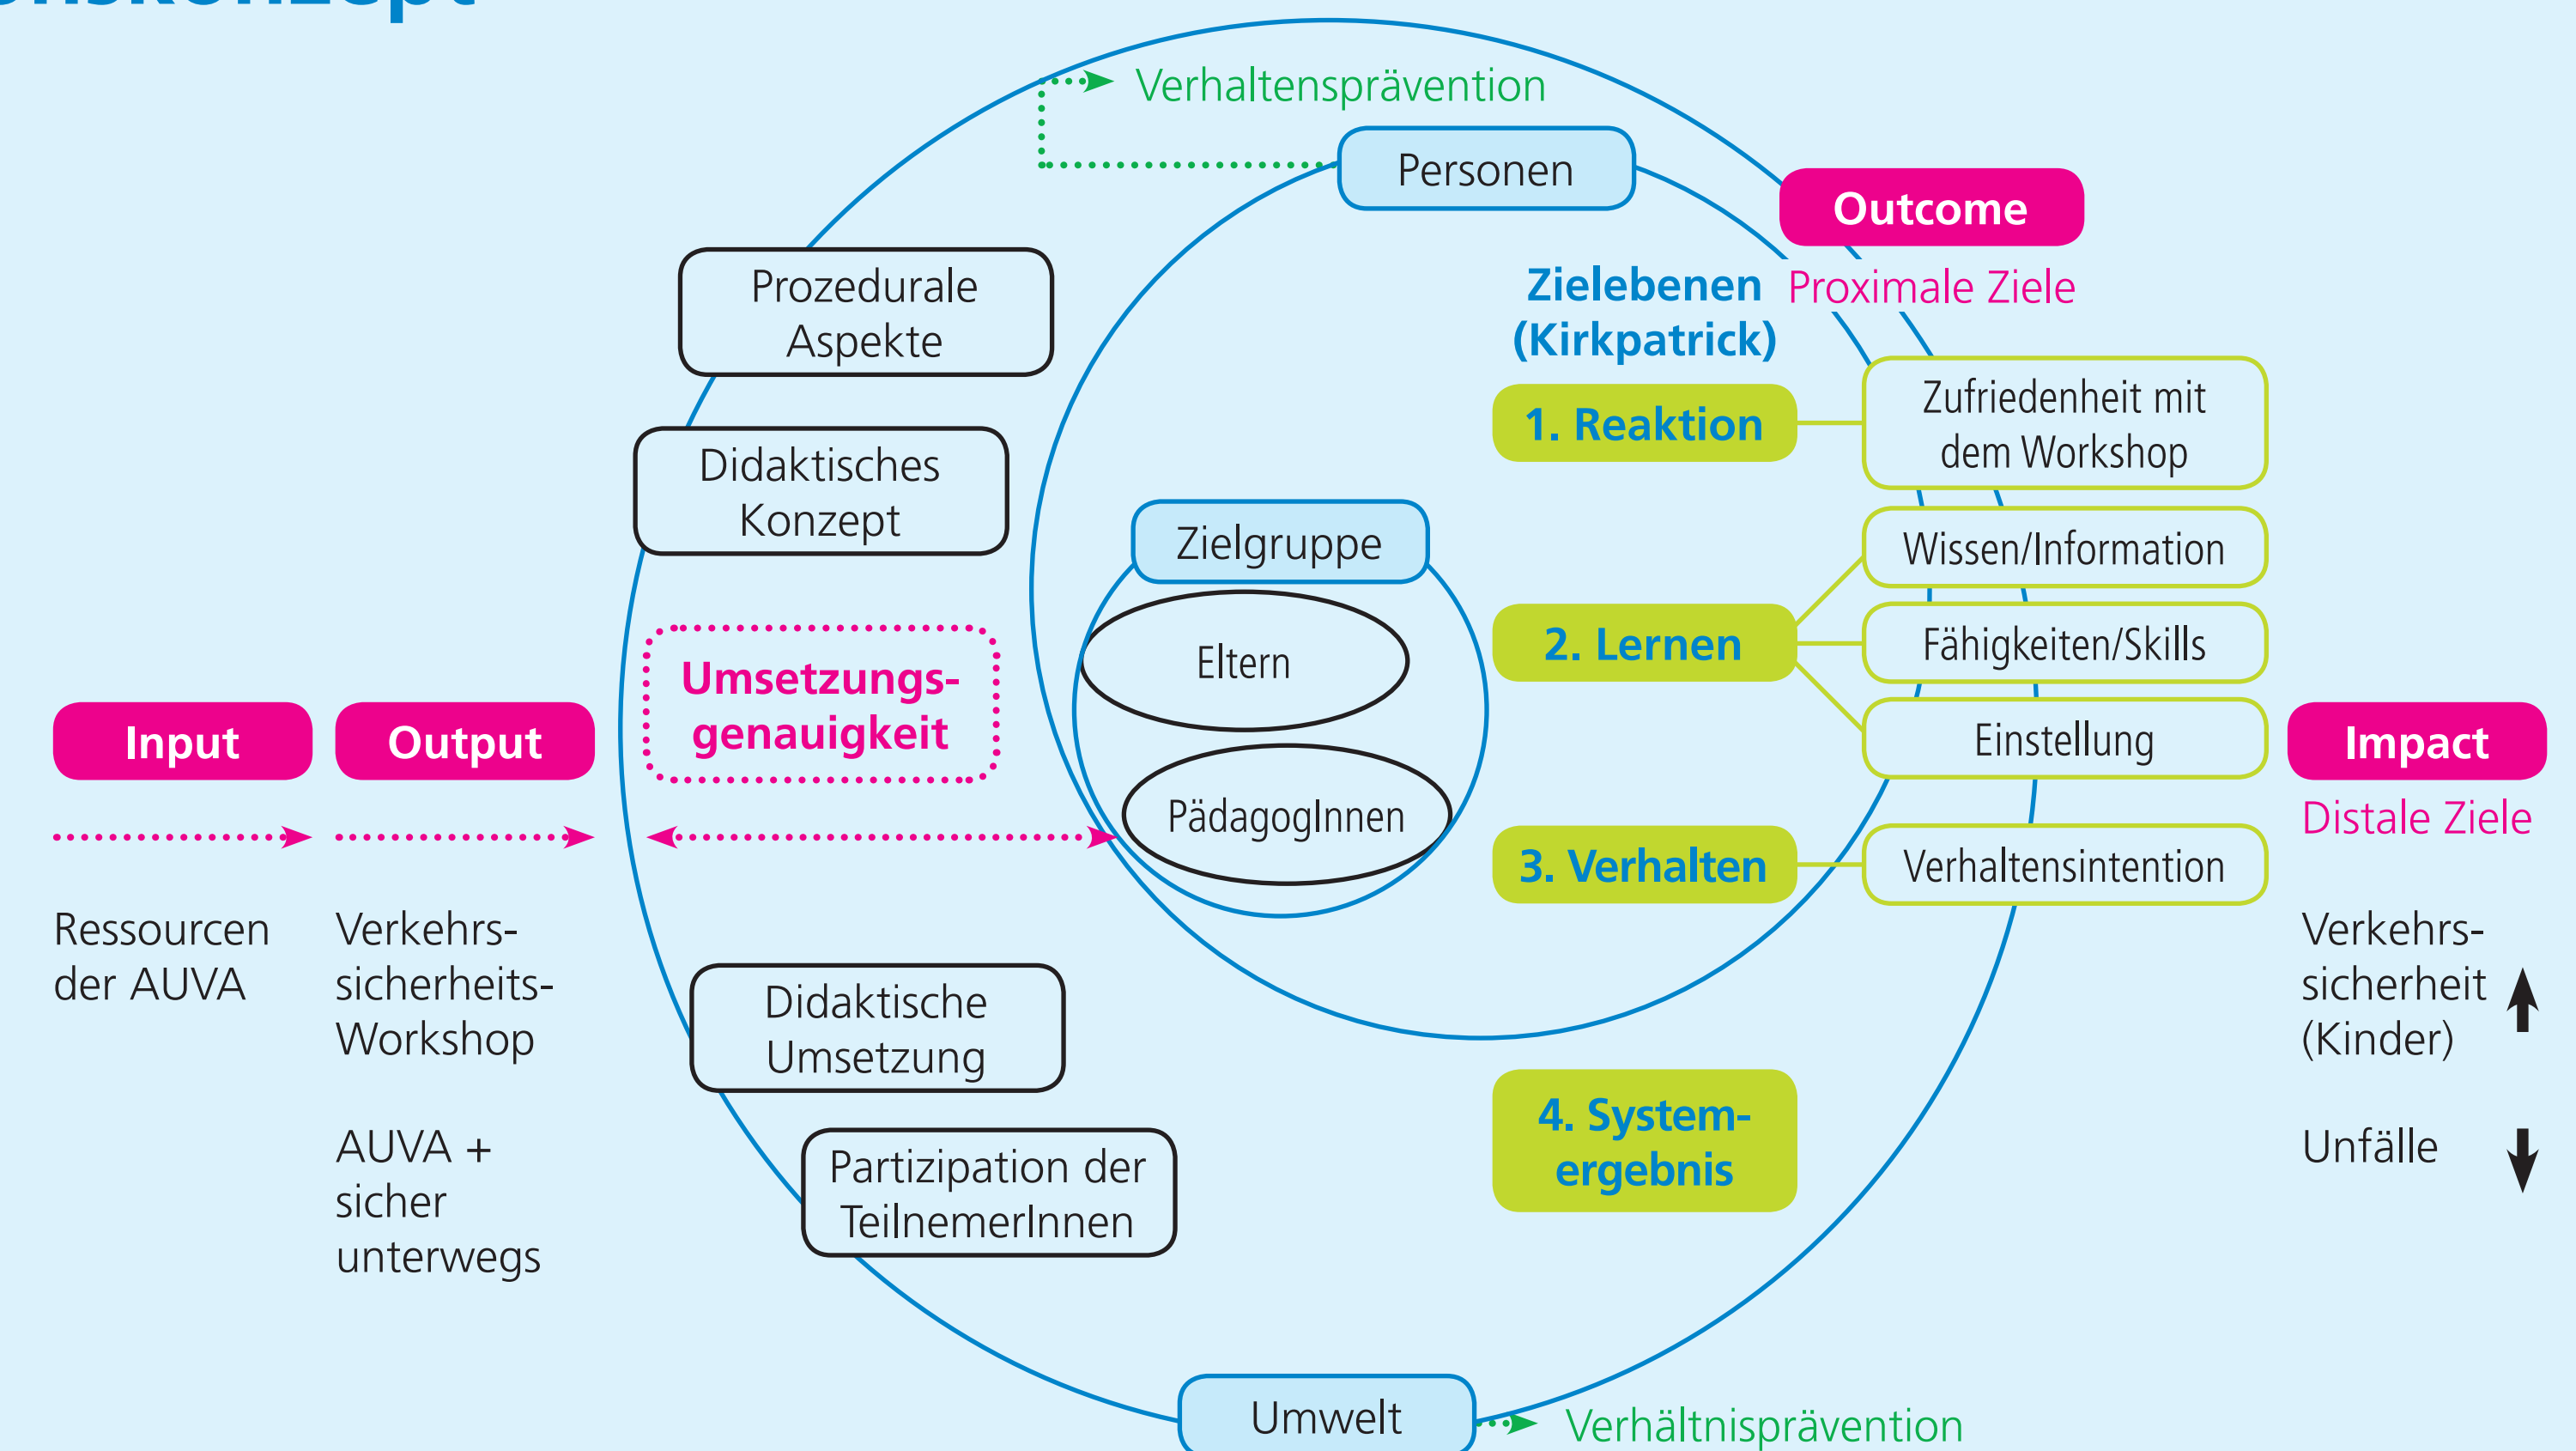 Verhaltensprävention
Personen
Outcome
Proximale Ziele
Zielebenen
(Kirkpatrick)
Prozedurale
Aspekte
Didaktisches
Konzept
1. Reaktion
Zufriedenheit mit
dem Workshop
Zielgruppe
Wissen/Information
Eltern
2. Lernen
Fähigkeiten/Skills
Umsetzungs-
genauigkeit
Input
Output
Einstellung
Impact
PädagogInnen
Distale Ziele
3. Verhalten
Verhaltensintention
Ressourcen
der AUVA
Verkehrs-
sicherheits-
Workshop
AUVA +
sicher
unterwegs
Didaktische
Umsetzung
Partizipation der
TeilnemerInnen
4. System-
ergebnis
Verkehrs-
sicherheit
(Kinder)
Unfälle
Umwelt
Verhältnisprävention